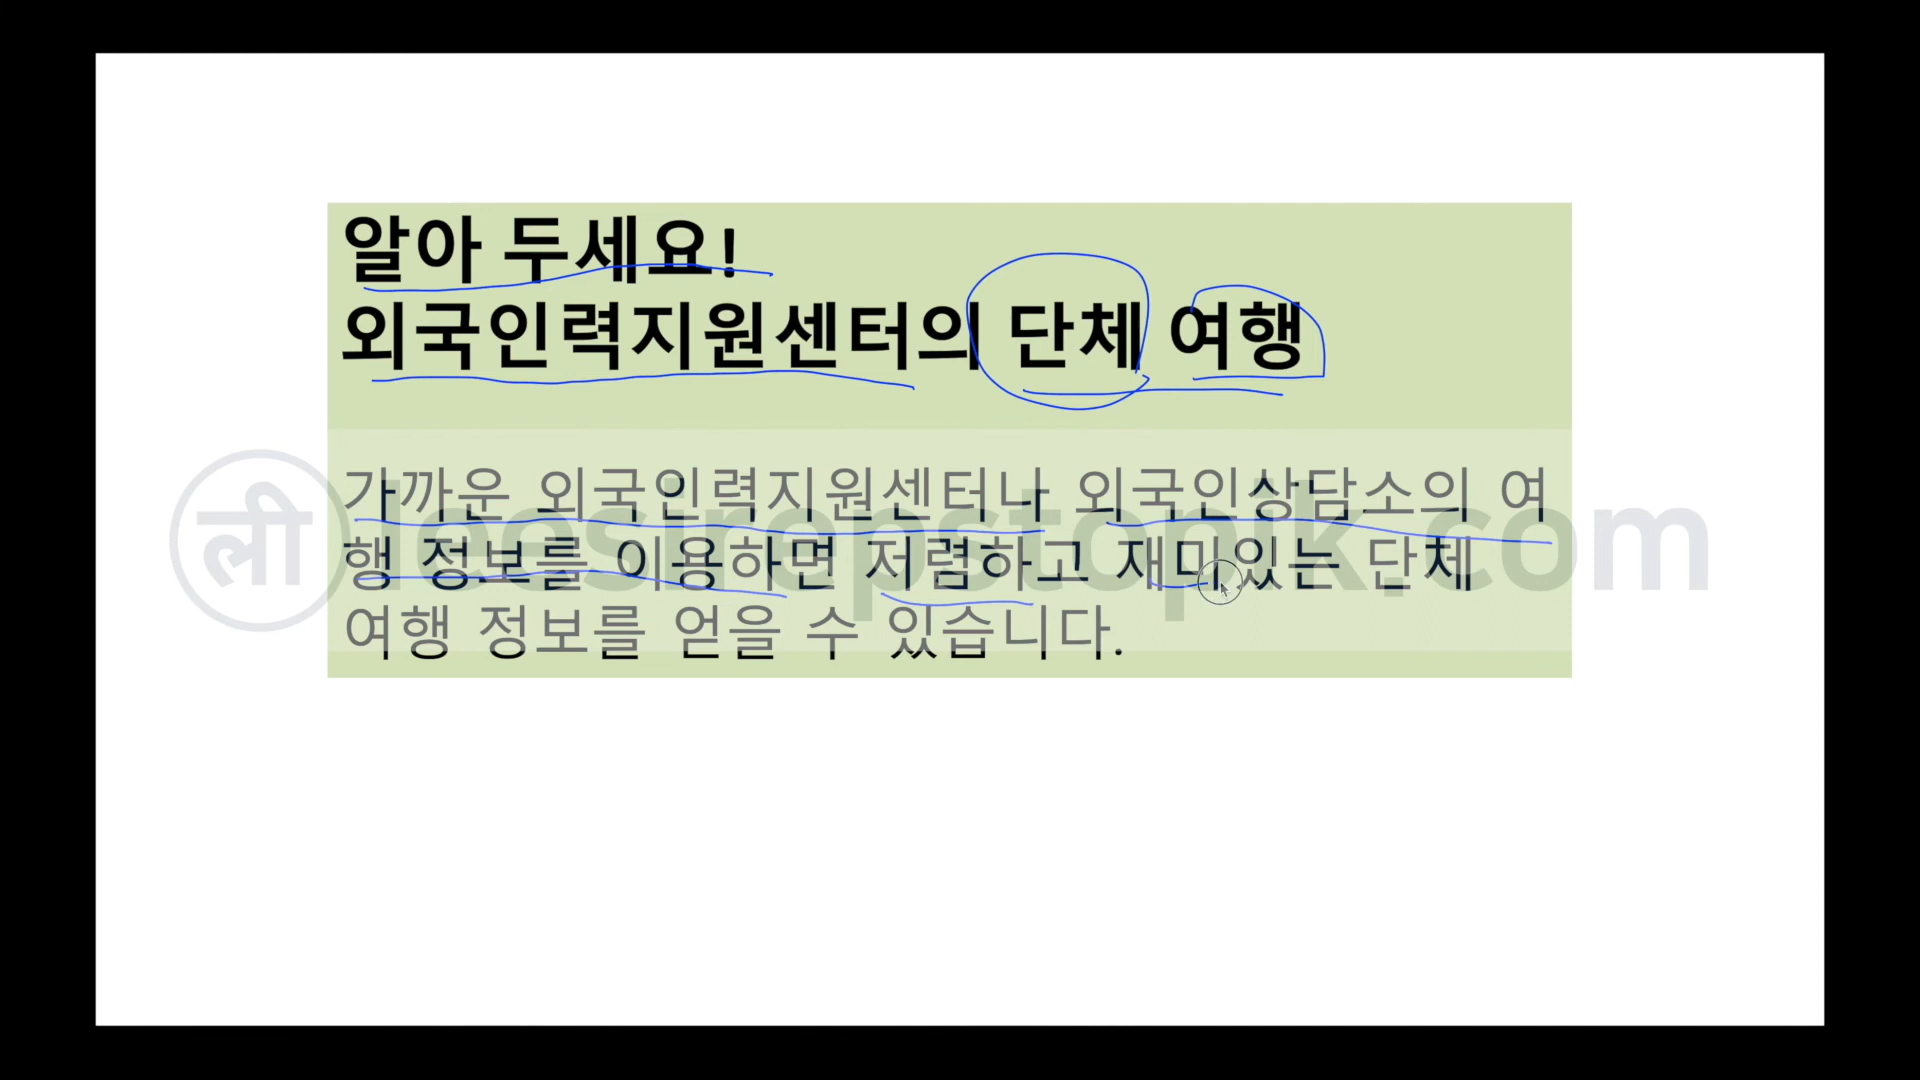 알아 두세요!
외국인력지원센터의 단체 여행
가까운 외국인력지원센터나 외국인상담소의 여
행 정보를 이용하면 저렴하고 재미있는 단체
여행 정보를 얻을 수 있습니다.
ली leesirepstopik.com